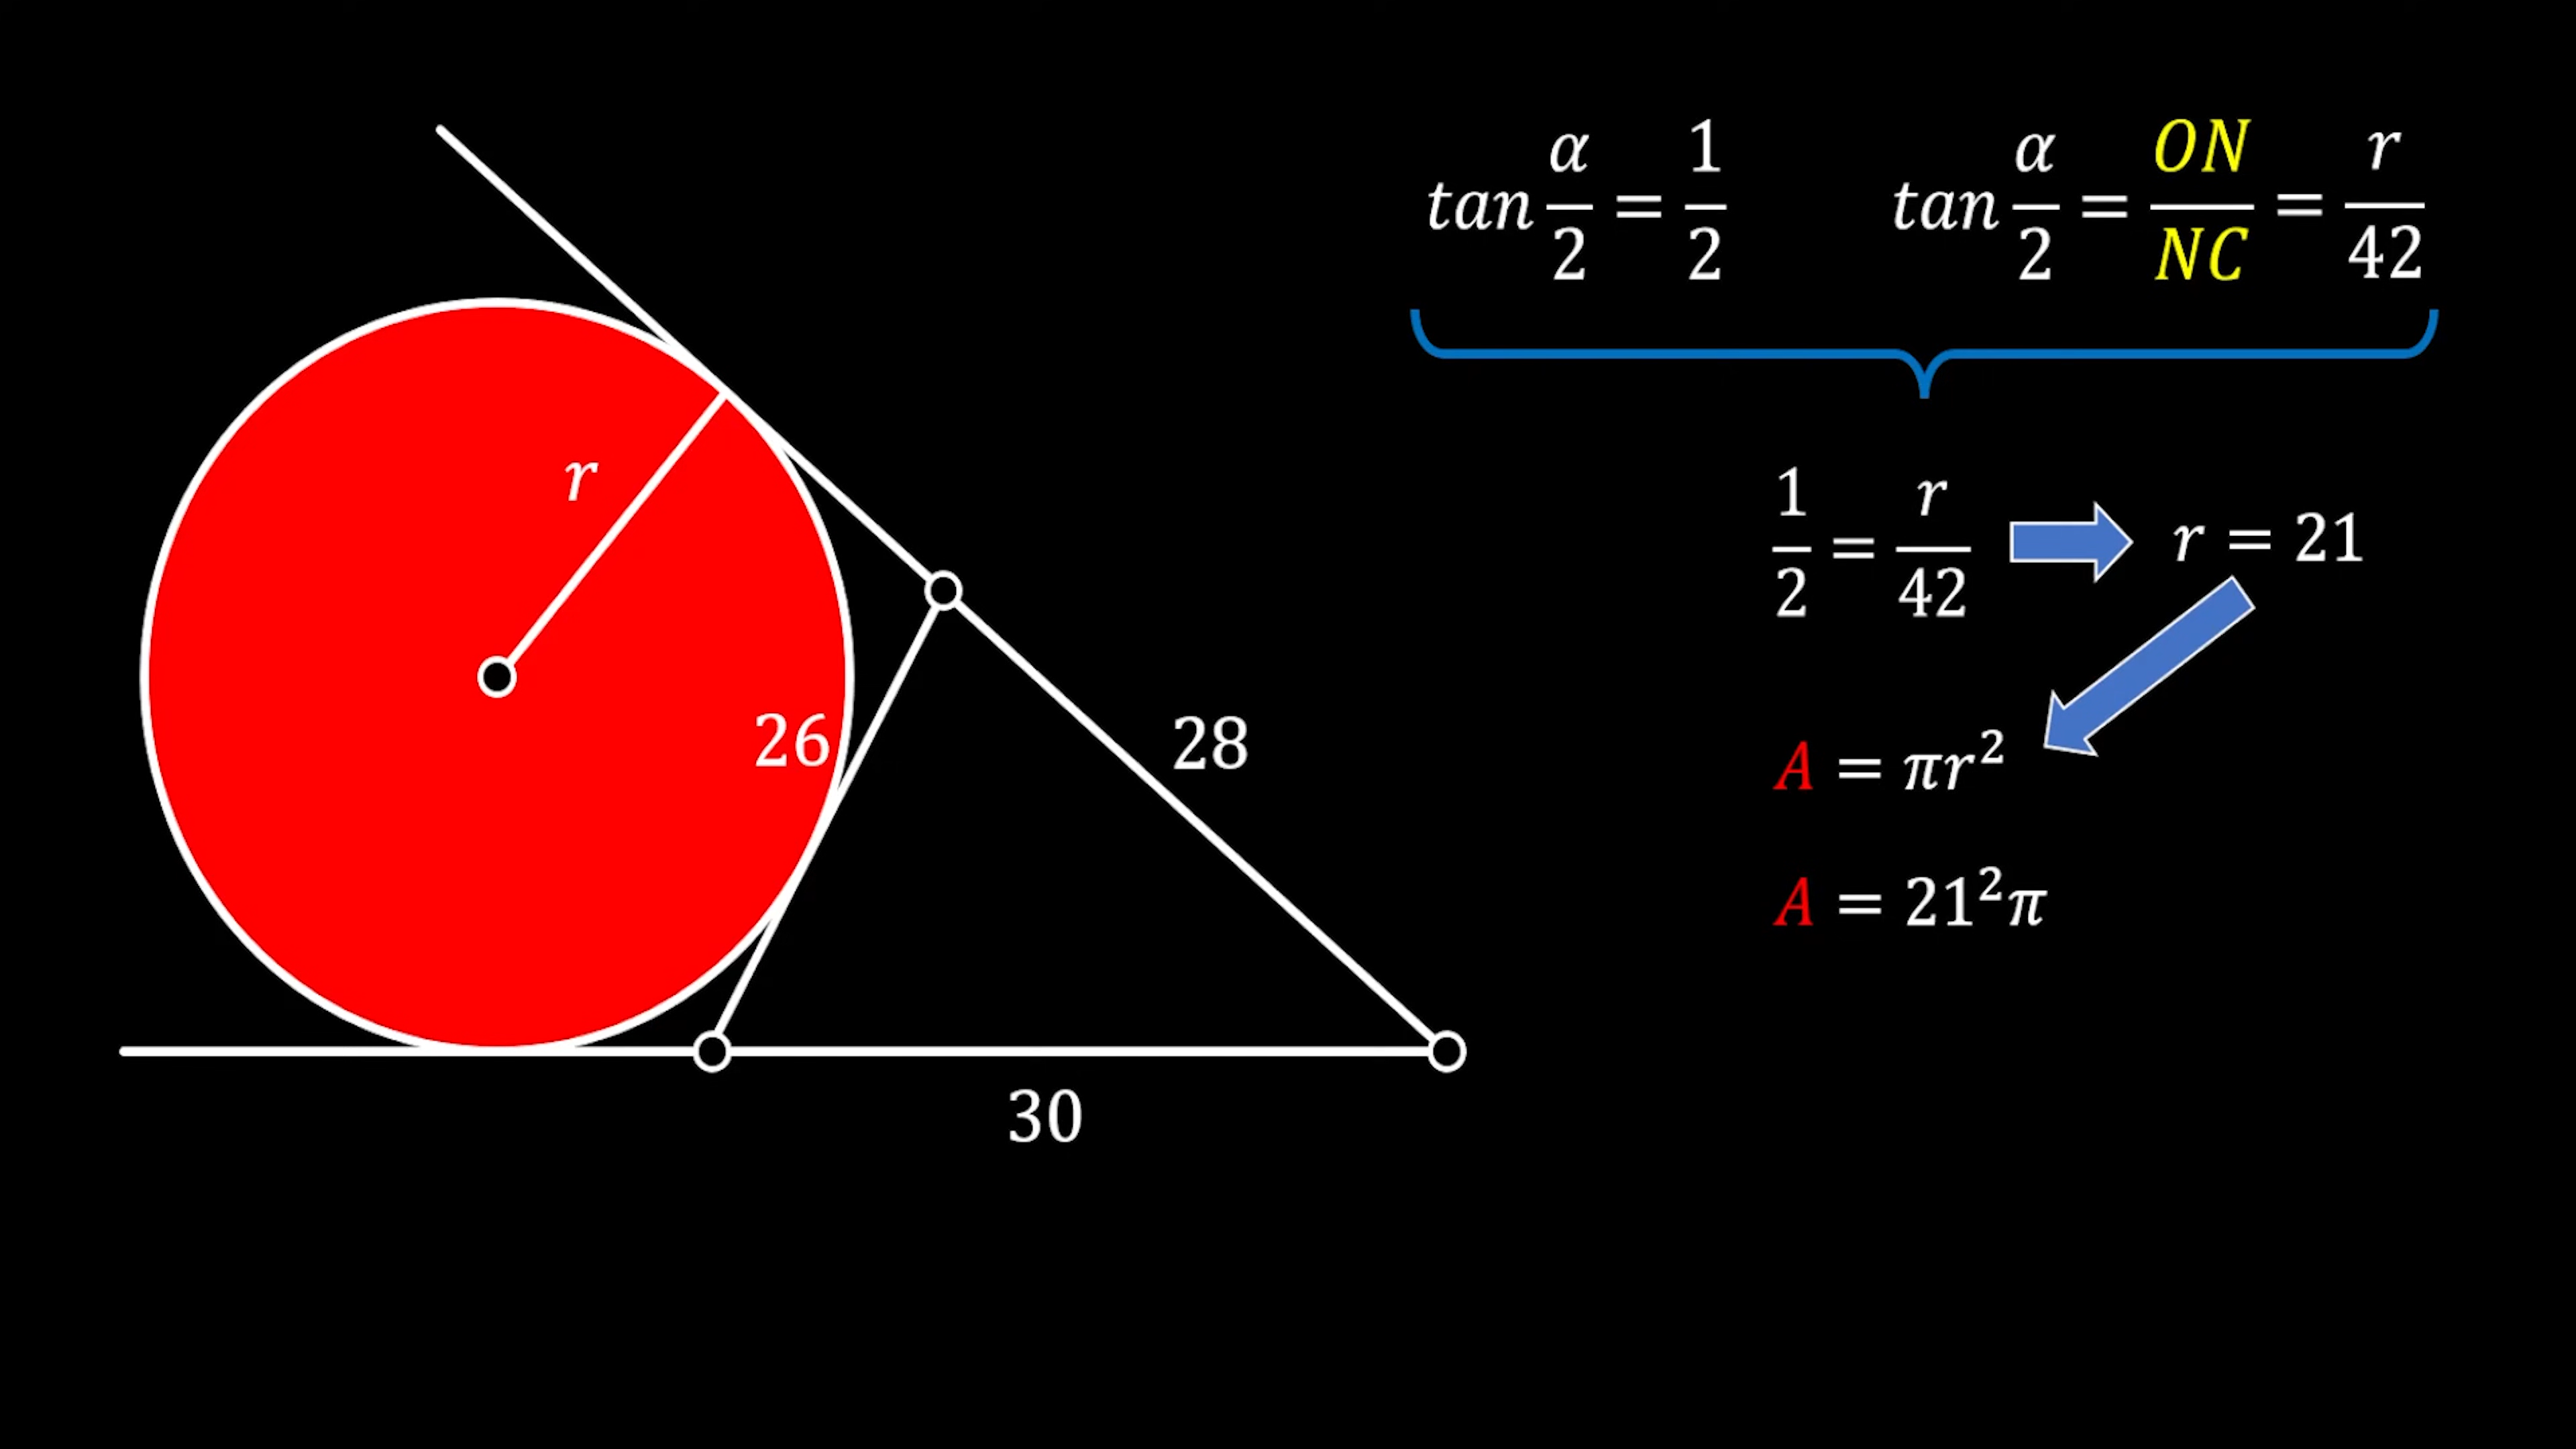 tan α/2 = 1/2
tan α/2 = ON/NC = r/42
1/2 = r/42
r = 21
r
26
28
A = πr²
A = 21²π
30